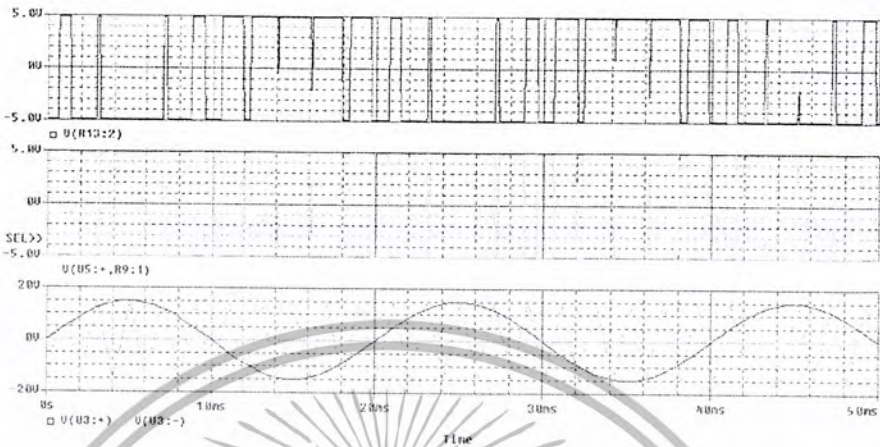 5.0V
0V
-5.0V
V(R13:2)
5.0V
0V
SEL>>
-5.0V
V(U5:+,R9:1)
20V
0V
-20V
0s 10ms 20ms 30ms 40ms 50ms
V(U3:+) V(U3:-)
Time